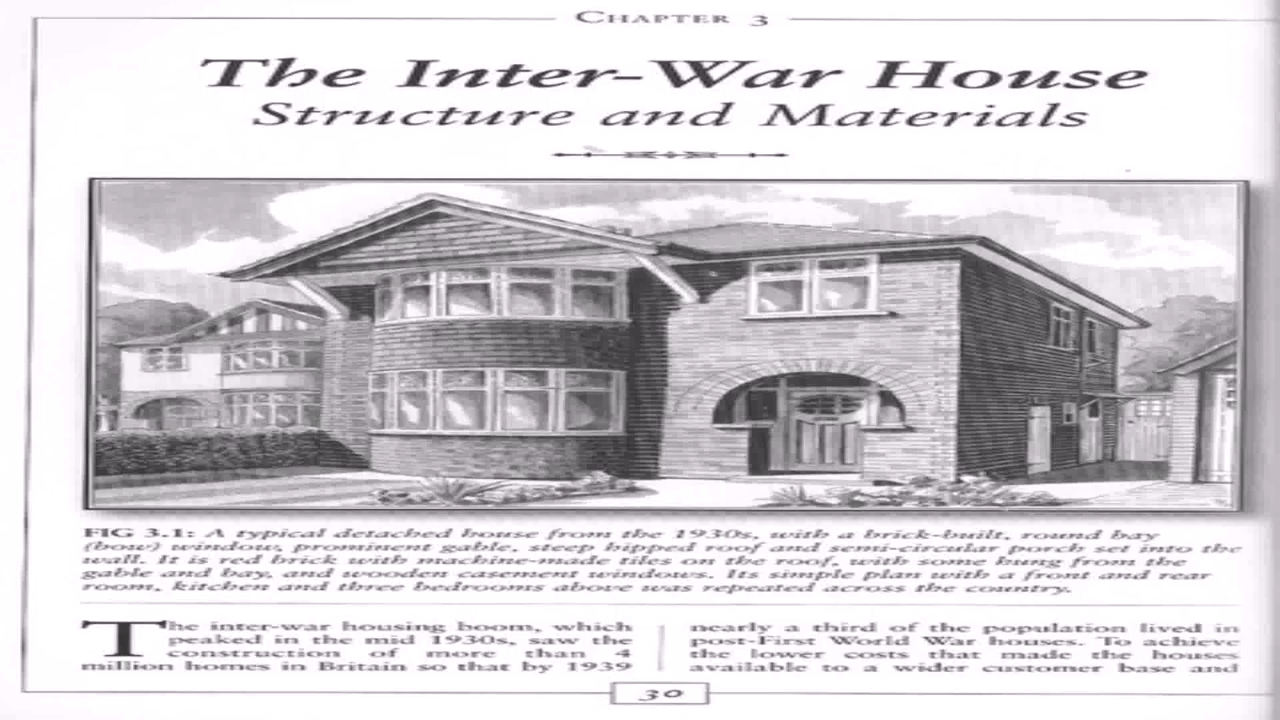 CHAPTER 3
The Inter-War House
Structure and Materials
FIG 3.1: A typical detached house from the 1930s, with a brick-built, round bay
(bow) window, prominent gable, steep hipped roof and semi-circular porch set into the
wall. It is red brick with machine-made tiles on the roof, with some hung from the
gable and bay, and wooden casement windows. Its simple plan with a front and rear
room, kitchen and three bedrooms above was repeated across the country.
The inter-war housing boom, which
peaked in the mid 1930s, saw the
construction of more than 4
million homes in Britain so that by 1939
nearly a third of the population lived in
post-First World War houses. To achieve
the lower costs that made the houses
available to a wider customer base and
30